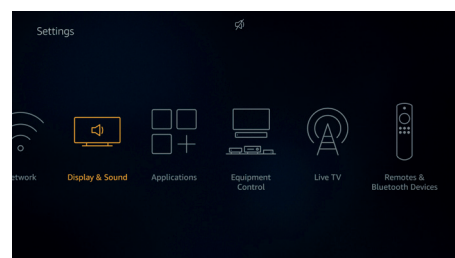 Settings
etwork
Display & Sound
Applications
Equipment
Control
Live TV
Remotes &
Bluetooth Devices